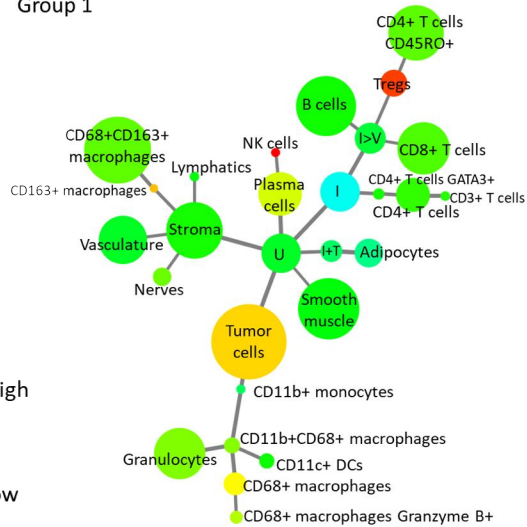 Group 1
CD4+ T cells
CD45RO+
Tregs
B cells
I>V
CD68+CD163+
macrophages
NK cells
CD8+ T cells
Lymphatics
Plasma
cells
I
CD4+ T cells GATA3+
CD163+ macrophages
CD3+ T cells
CD4+ T cells
Stroma
Vasculature
U
I+T
Adipocytes
Nerves
Smooth
muscle
Tumor
cells
igh
CD11b+ monocytes
CD11b+CD68+ macrophages
Granulocytes
CD11c+ DCs
CD68+ macrophages
ow
CD68+ macrophages Granzyme B+